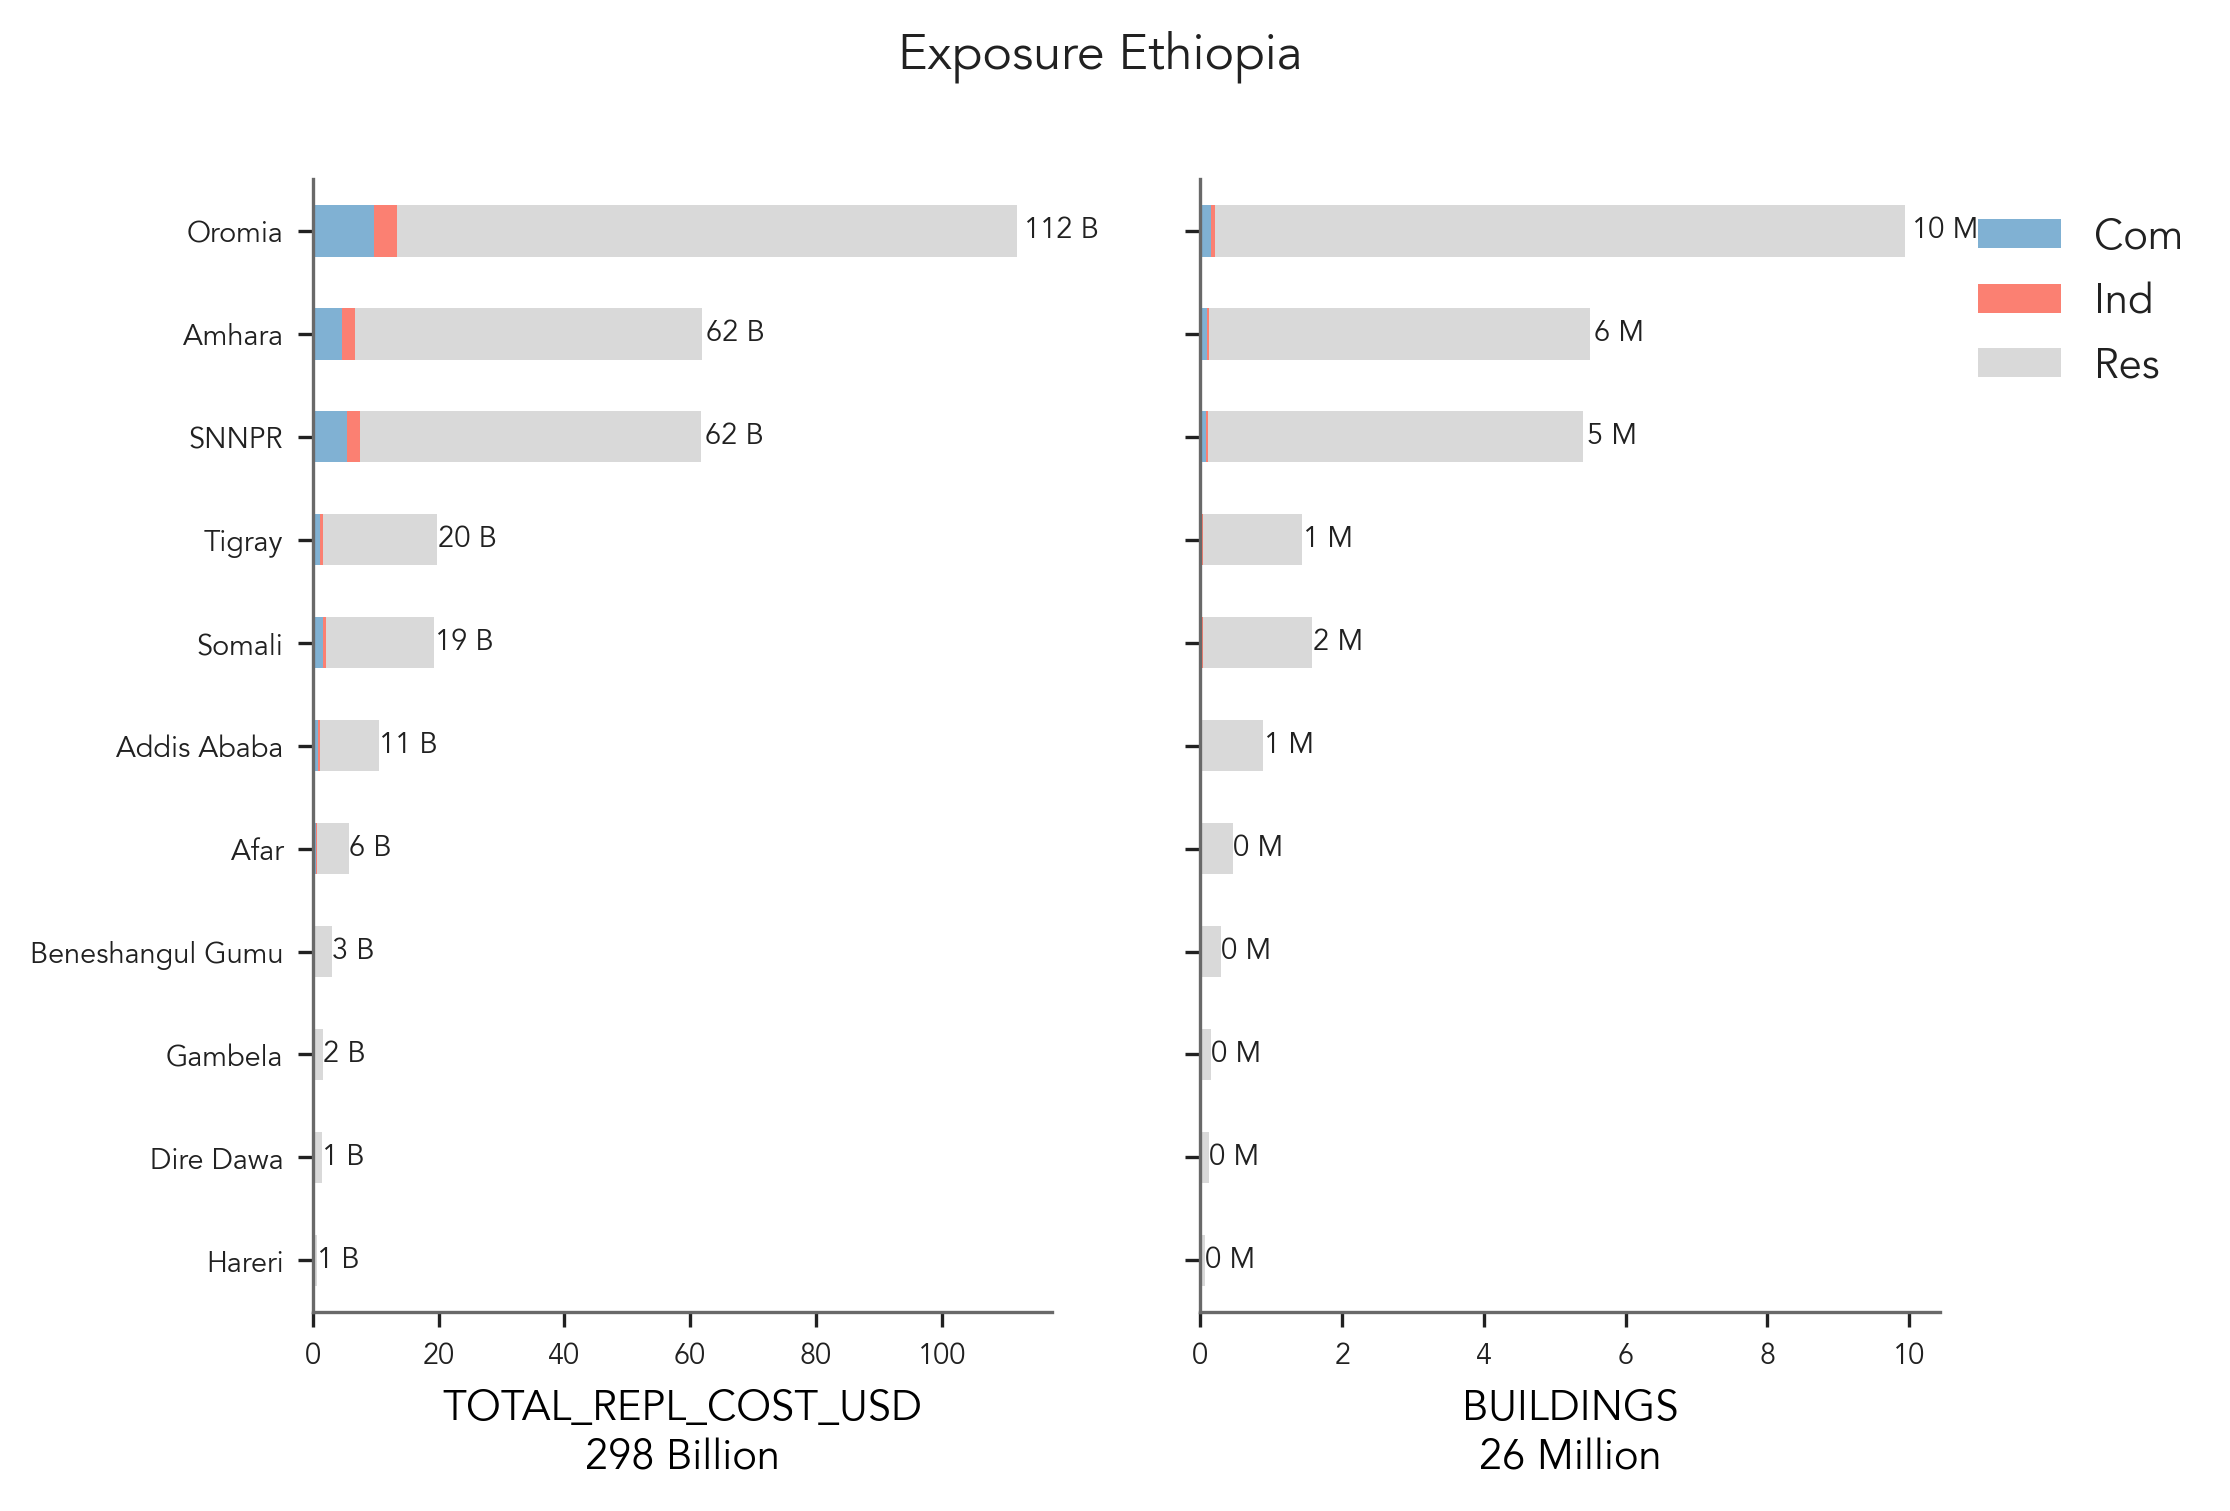 Exposure Ethiopia
Oromia
112 B
Amhara
62 B
SNNPR
62 B
Tigray
20 B
Somali
19 B
Addis Ababa
11 B
Afar
6 B
Beneshangul Gumu
3 B
Gambela
2 B
Dire Dawa
1 B
Hareri
1 B
0 20 40 60 80 100
TOTAL_REPL_COST_USD
298 Billion
10 M
6 M
5 M
1 M
2 M
1 M
0 M
0 M
0 M
0 M
0 M
0 2 4 6 8 10
BUILDINGS
26 Million
Com
Ind
Res